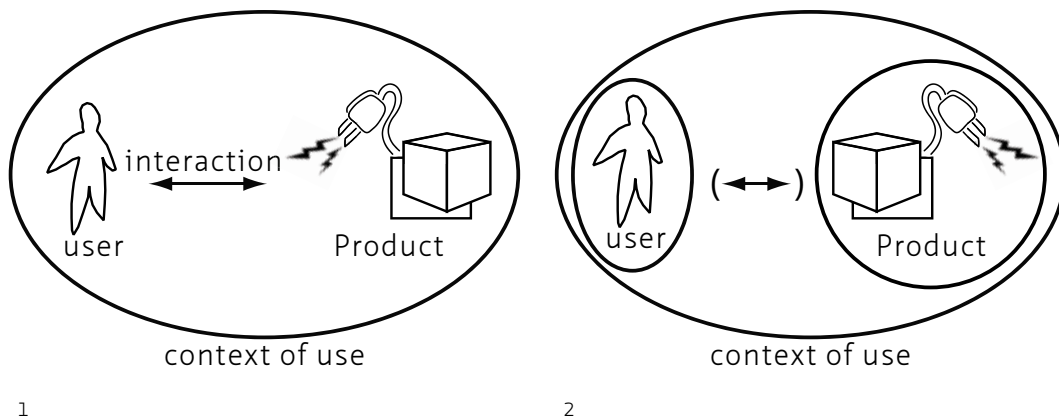 interaction
user
Product
context of use
1
( )
user
Product
context of use
2